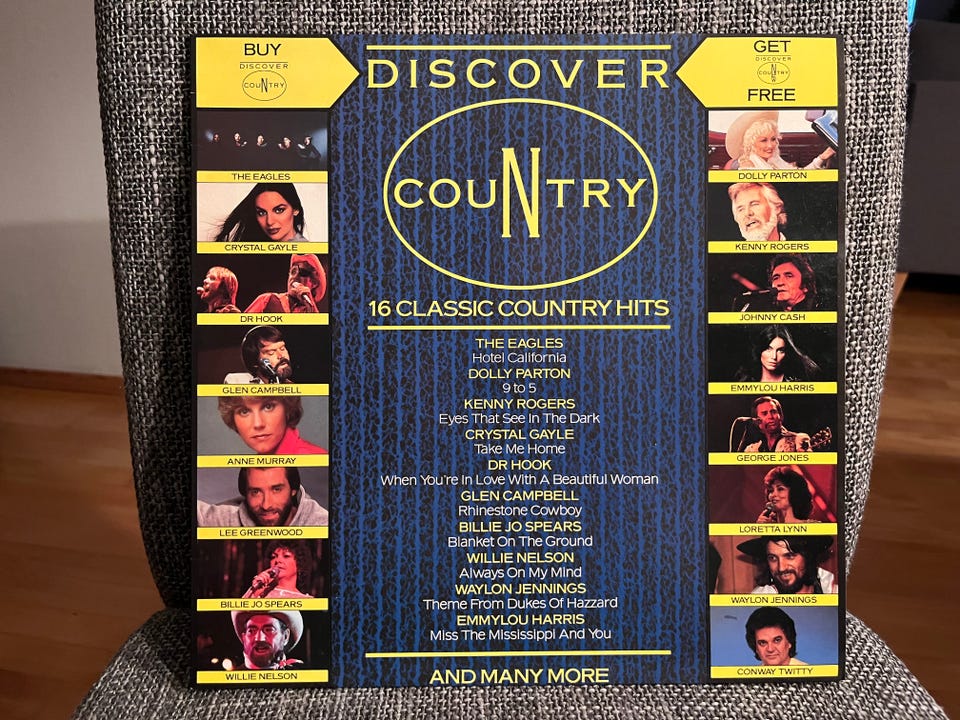 BUY
DISCOVER
COUNTRY
THE EAGLES
CRYSTAL GAYLE
DR HOOK
GLEN CAMPBELL
ANNE MURRAY
LEE GREENWOOD
BILLIE JO SPEARS
WILLIE NELSON
DISCOVER
COUNTRY
16 CLASSIC COUNTRY HITS
THE EAGLES
Hotel California
DOLLY PARTON
9 to 5
KENNY ROGERS
Eyes That See In The Dark
CRYSTAL GAYLE
Take Me Home
DR HOOK
When You're In Love With A Beautiful Woman
GLEN CAMPBELL
Rhinestone Cowboy
BILLIE JO SPEARS
Blanket On The Ground
WILLIE NELSON
Always On My Mind
WAYLON JENNINGS
Theme From Dukes Of Hazzard
EMMYLOU HARRIS
Miss The Mississippi And You
AND MANY MORE
GET
DISCOVER
COUNTRY
FREE
DOLLY PARTON
KENNY ROGERS
JOHNNY CASH
EMMYLOU HARRIS
GEORGE JONES
LORETTA LYNN
WAYLON JENNINGS
CONWAY TWITTY